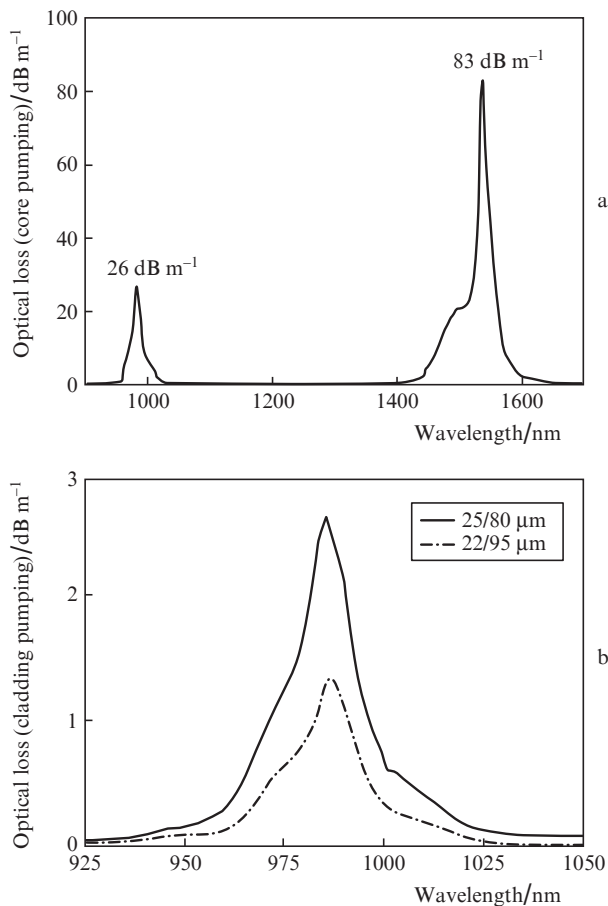 Optical loss (core pumping)/dB m⁻¹
100
80
60
40
20
0
83 dB m⁻¹
26 dB m⁻¹
a
1000
1200
1400
1600
Wavelength/nm
Optical loss (cladding pumping)/dB m⁻¹
3
2
1
0
25/80 μm
22/95 μm
b
925
950
975
1000
1025
1050
Wavelength/nm